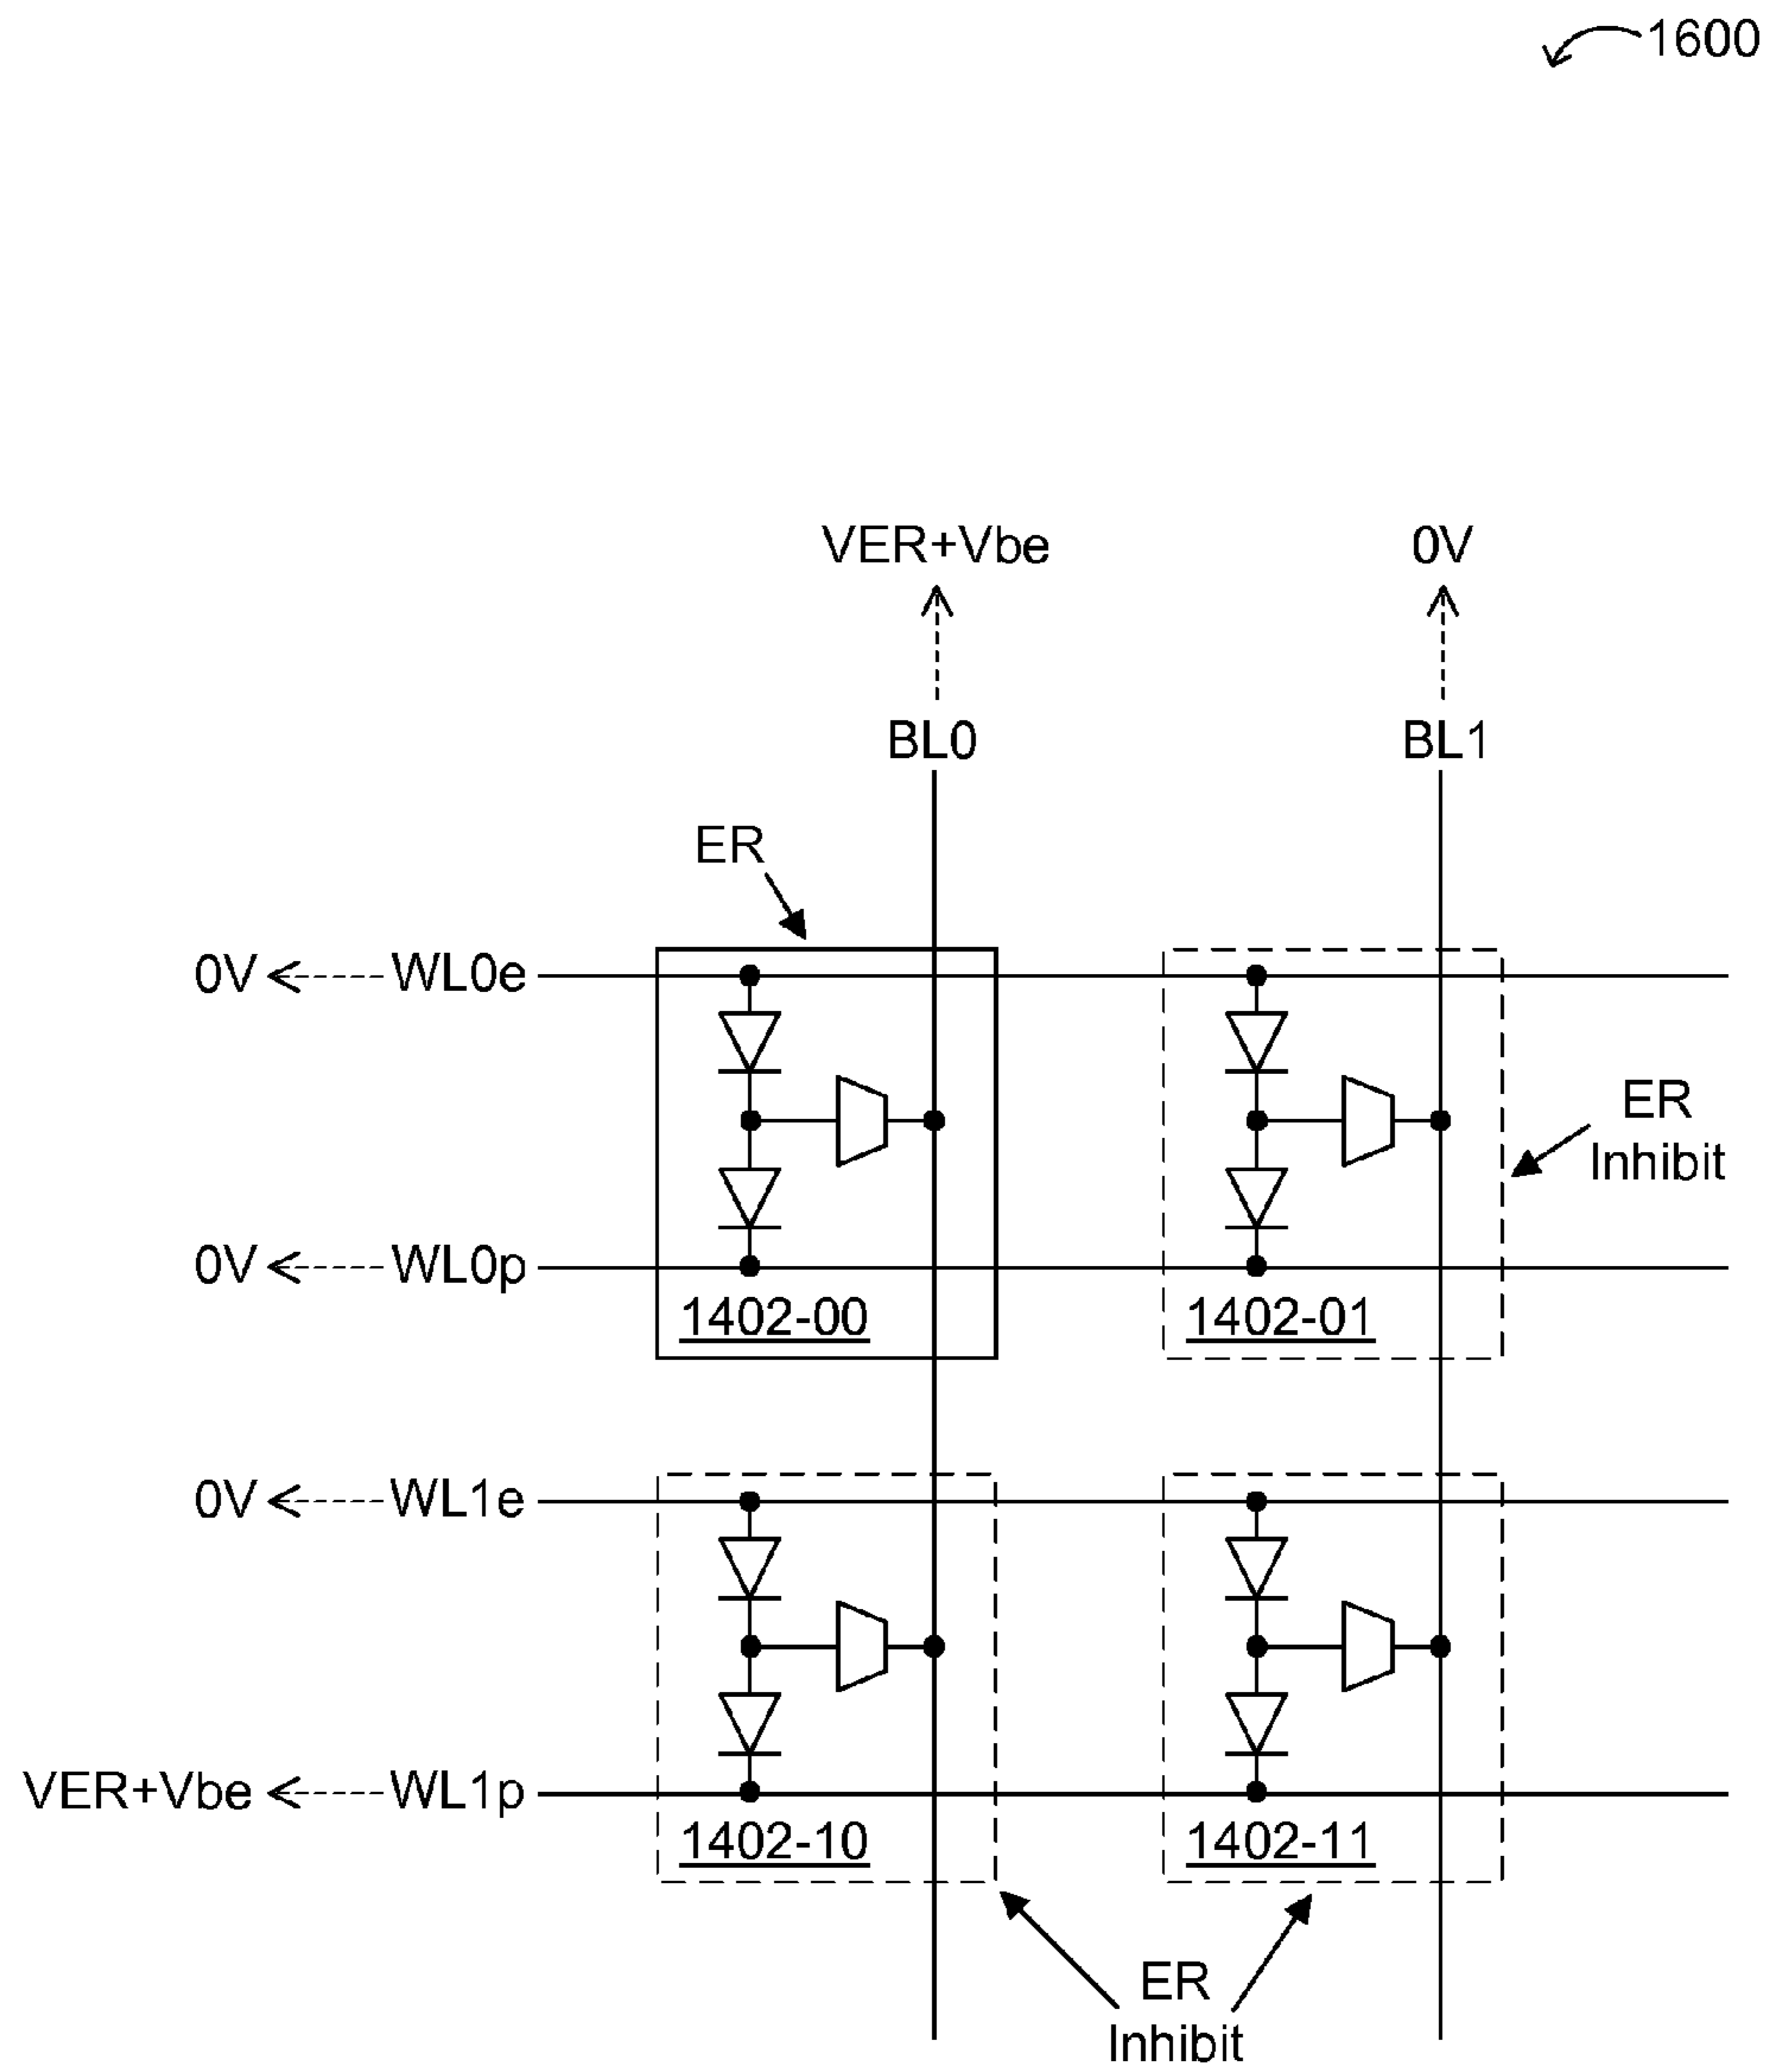 1600
VER+Vbe
0V
BL0
BL1
ER
0V
WL0e
ER
Inhibit
0V
WL0p
1402-00
1402-01
0V
WL1e
VER+Vbe
WL1p
1402-10
1402-11
ER
Inhibit